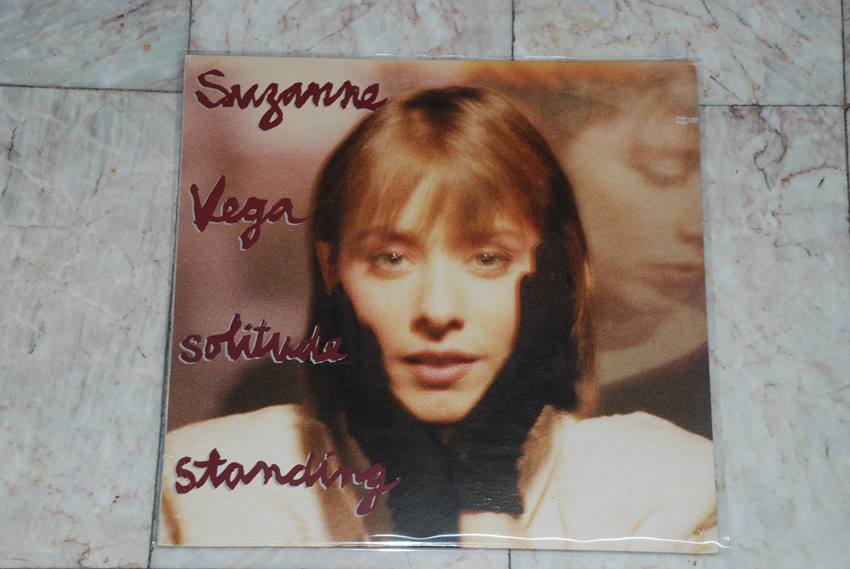 Suzanne
Vega
solitude
standing